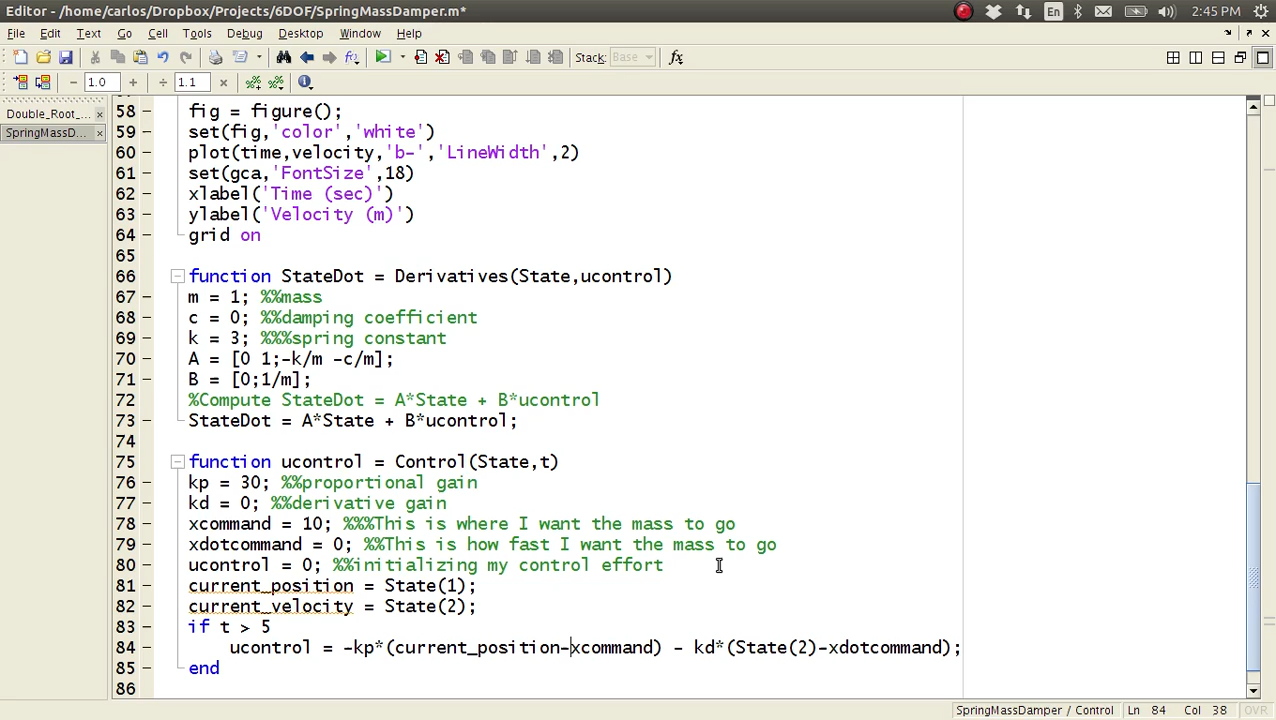 Editor - /home/carlos/Dropbox/Projects/6DOF/SpringMassDamper.m*
En
2:45 PM
File Edit Text Go Cell Tools Debug Desktop Window Help
Stack: Base
fx
- 1.0 + ÷ 1.1 ×
Double_Root_...
SpringMassD...
58 fig = figure();
59 set(fig,'color','white')
60 plot(time,velocity,'b-','LineWidth',2)
61 set(gca,'FontSize',18)
62 xlabel('Time (sec)')
63 ylabel('Velocity (m)')
64 grid on
65
66 function StateDot = Derivatives(State,ucontrol)
67 m = 1; %%mass
68 c = 0; %%damping coefficient
69 k = 3; %%%spring constant
70 A = [0 1;-k/m -c/m];
71 B = [0;1/m];
72 %Compute StateDot = A*State + B*ucontrol
73 StateDot = A*State + B*ucontrol;
74
75 function ucontrol = Control(State,t)
76 kp = 30; %%proportional gain
77 kd = 0; %%derivative gain
78 xcommand = 10; %%%This is where I want the mass to go
79 xdotcommand = 0; %%This is how fast I want the mass to go
80 ucontrol = 0; %%initializing my control effort
81 current_position = State(1);
82 current_velocity = State(2);
83 if t > 5
84 ucontrol = -kp*(current_position-xcommand) - kd*(State(2)-xdotcommand);
85 end
86
SpringMassDamper / Control Ln 84 Col 38 OVR